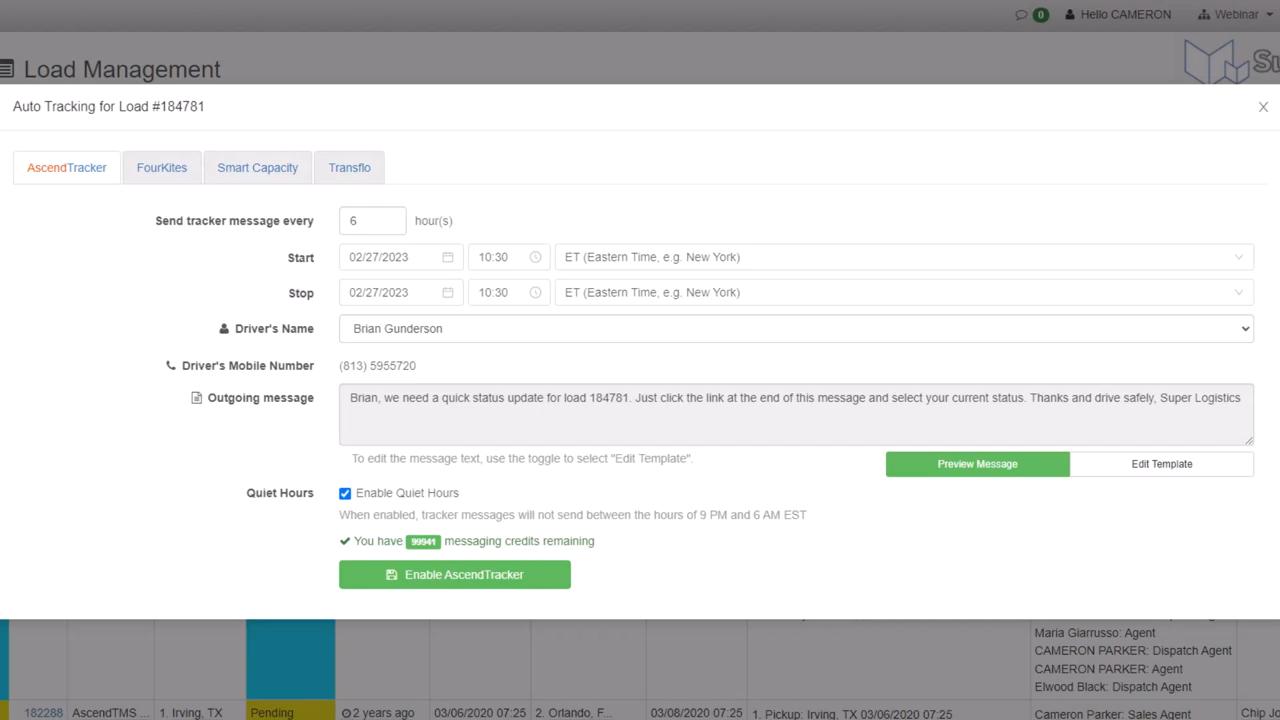 0 Hello CAMERON Webinar
Load Management
Auto Tracking for Load #184781
AscendTracker FourKites Smart Capacity Transflo
Send tracker message every 6 hour(s)
Start 02/27/2023 10:30 ET (Eastern Time, e.g. New York)
Stop 02/27/2023 10:30 ET (Eastern Time, e.g. New York)
Driver's Name Brian Gunderson
Driver's Mobile Number (813) 5955720
Outgoing message Brian, we need a quick status update for load 184781. Just click the link at the end of this message and select your current status. Thanks and drive safely, Super Logistics
To edit the message text, use the toggle to select "Edit Template". Preview Message Edit Template
Quiet Hours Enable Quiet Hours
When enabled, tracker messages will not send between the hours of 9 PM and 6 AM EST
You have 99941 messaging credits remaining
Enable AscendTracker
Maria Giarrusso: Agent
CAMERON PARKER: Dispatch Agent
CAMERON PARKER: Agent
Elwood Black: Dispatch Agent
182288 AscendTMS ... 1. Irving, TX Pending 2 years ago 03/06/2020 07:25 2. Orlando, F... 03/08/2020 07:25 1. Pickup: Irving, TX 03/06/2020 07:25 Cameron Parker: Sales Agent Chip Jo